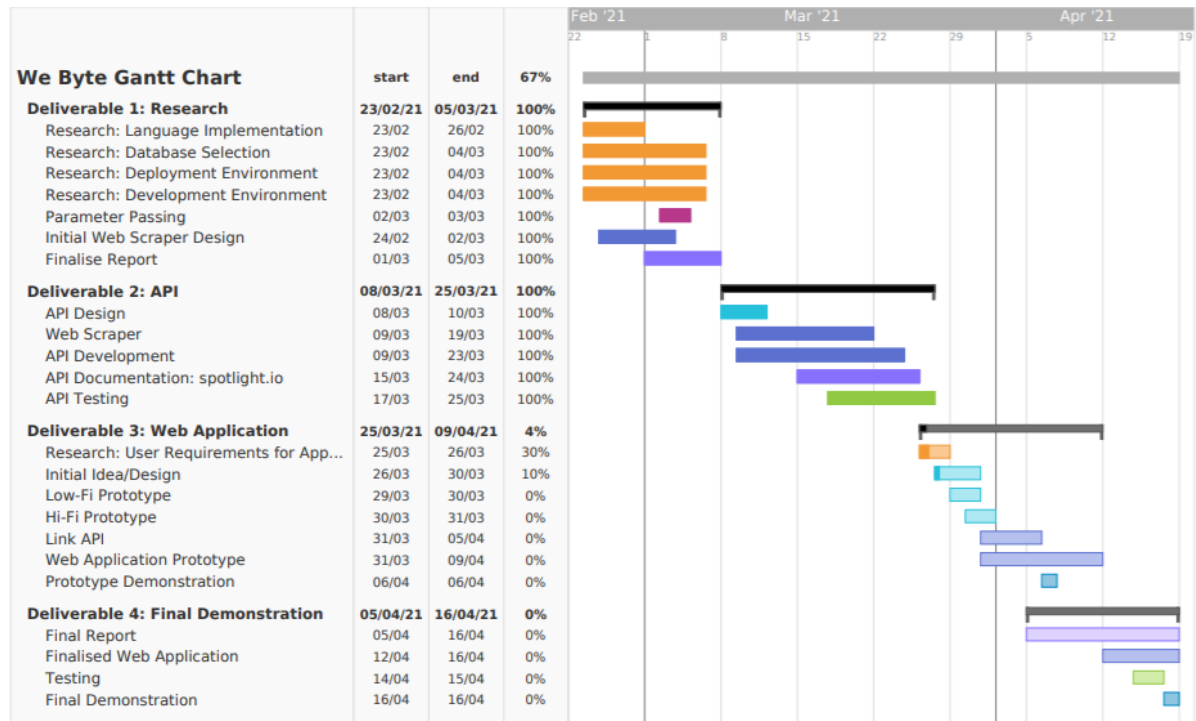 Feb '21 Mar '21 Apr '21
22 1 8 15 22 29 5 12 19
We Byte Gantt Chart start end 67%
Deliverable 1: Research 23/02/21 05/03/21 100%
Research: Language Implementation 23/02 26/02 100%
Research: Database Selection 23/02 04/03 100%
Research: Deployment Environment 23/02 04/03 100%
Research: Development Environment 23/02 04/03 100%
Parameter Passing 02/03 03/03 100%
Initial Web Scraper Design 24/02 02/03 100%
Finalise Report 01/03 05/03 100%
Deliverable 2: API 08/03/21 25/03/21 100%
API Design 08/03 10/03 100%
Web Scraper 09/03 19/03 100%
API Development 09/03 23/03 100%
API Documentation: spotlight.io 15/03 24/03 100%
API Testing 17/03 25/03 100%
Deliverable 3: Web Application 25/03/21 09/04/21 4%
Research: User Requirements for App... 25/03 26/03 30%
Initial Idea/Design 26/03 30/03 10%
Low-Fi Prototype 29/03 30/03 0%
Hi-Fi Prototype 30/03 31/03 0%
Link API 31/03 05/04 0%
Web Application Prototype 31/03 09/04 0%
Prototype Demonstration 06/04 06/04 0%
Deliverable 4: Final Demonstration 05/04/21 16/04/21 0%
Final Report 05/04 16/04 0%
Finalised Web Application 12/04 16/04 0%
Testing 14/04 15/04 0%
Final Demonstration 16/04 16/04 0%